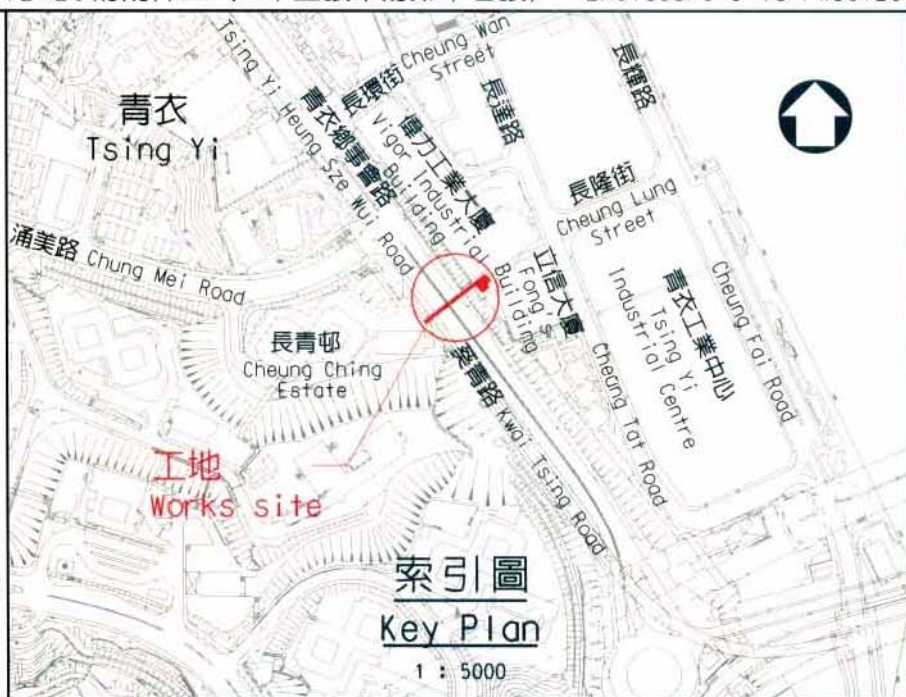 青衣
Tsing Yi
青衣鄉事會路
Tsing Yi Heung Sze Wui Road
長環街
Cheung Wan
Street
偉力工業大廈
Vigor Industrial
Building
長達路
Cheung Tat Road
長輝路
Cheung Fai Road
長隆街
Cheung Lung
Street
涌美路 Chung Mei Road
立信大廈
Fong's
Building
青衣工業中心
Tsing Yi
Industrial Centre
長青邨
Cheung Ching
Estate
葵青路 Kwai Tsing Road
工地
Works site
索引圖
Key Plan
1 : 5000